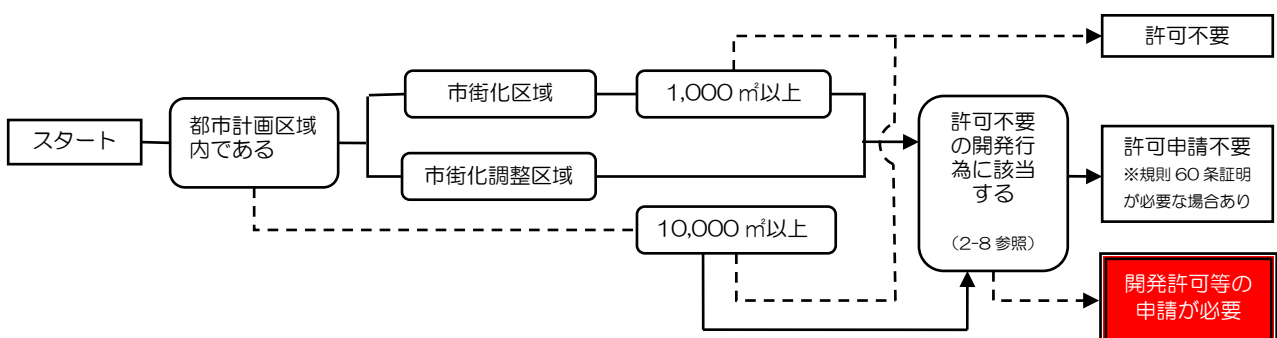 スタート
都市計画区域
内である
市街化区域
市街化調整区域
1,000 ㎡以上
10,000 ㎡以上
許可不要
の開発行
為に該当
する
（2-8 参照）
許可不要
許可申請不要
※規則 60 条証明
が必要な場合あり
開発許可等の
申請が必要